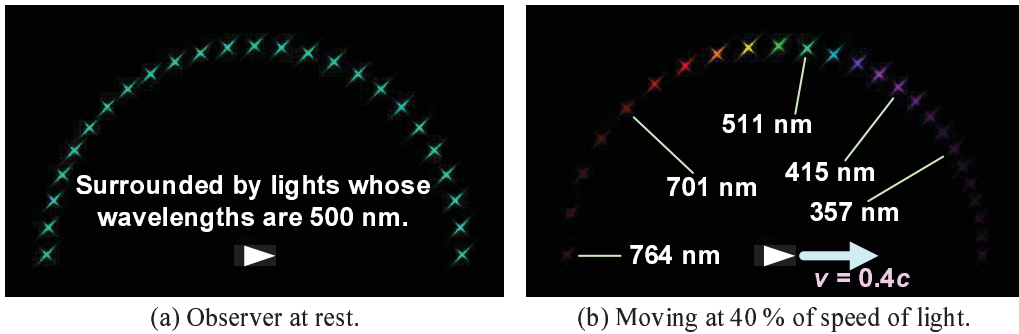 Surrounded by lights whose
wavelengths are 500 nm.
(a) Observer at rest.
511 nm
701 nm
415 nm
357 nm
764 nm
v = 0.4c
(b) Moving at 40 % of speed of light.